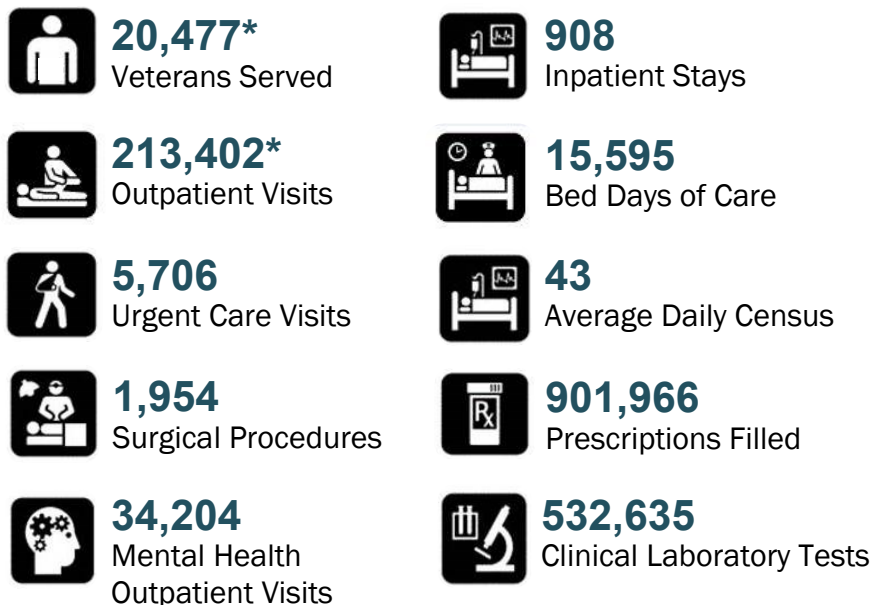 20,477*
Veterans Served
213,402*
Outpatient Visits
5,706
Urgent Care Visits
1,954
Surgical Procedures
34,204
Mental Health
Outpatient Visits
908
Inpatient Stays
15,595
Bed Days of Care
43
Average Daily Census
Rx
901,966
Prescriptions Filled
532,635
Clinical Laboratory Tests